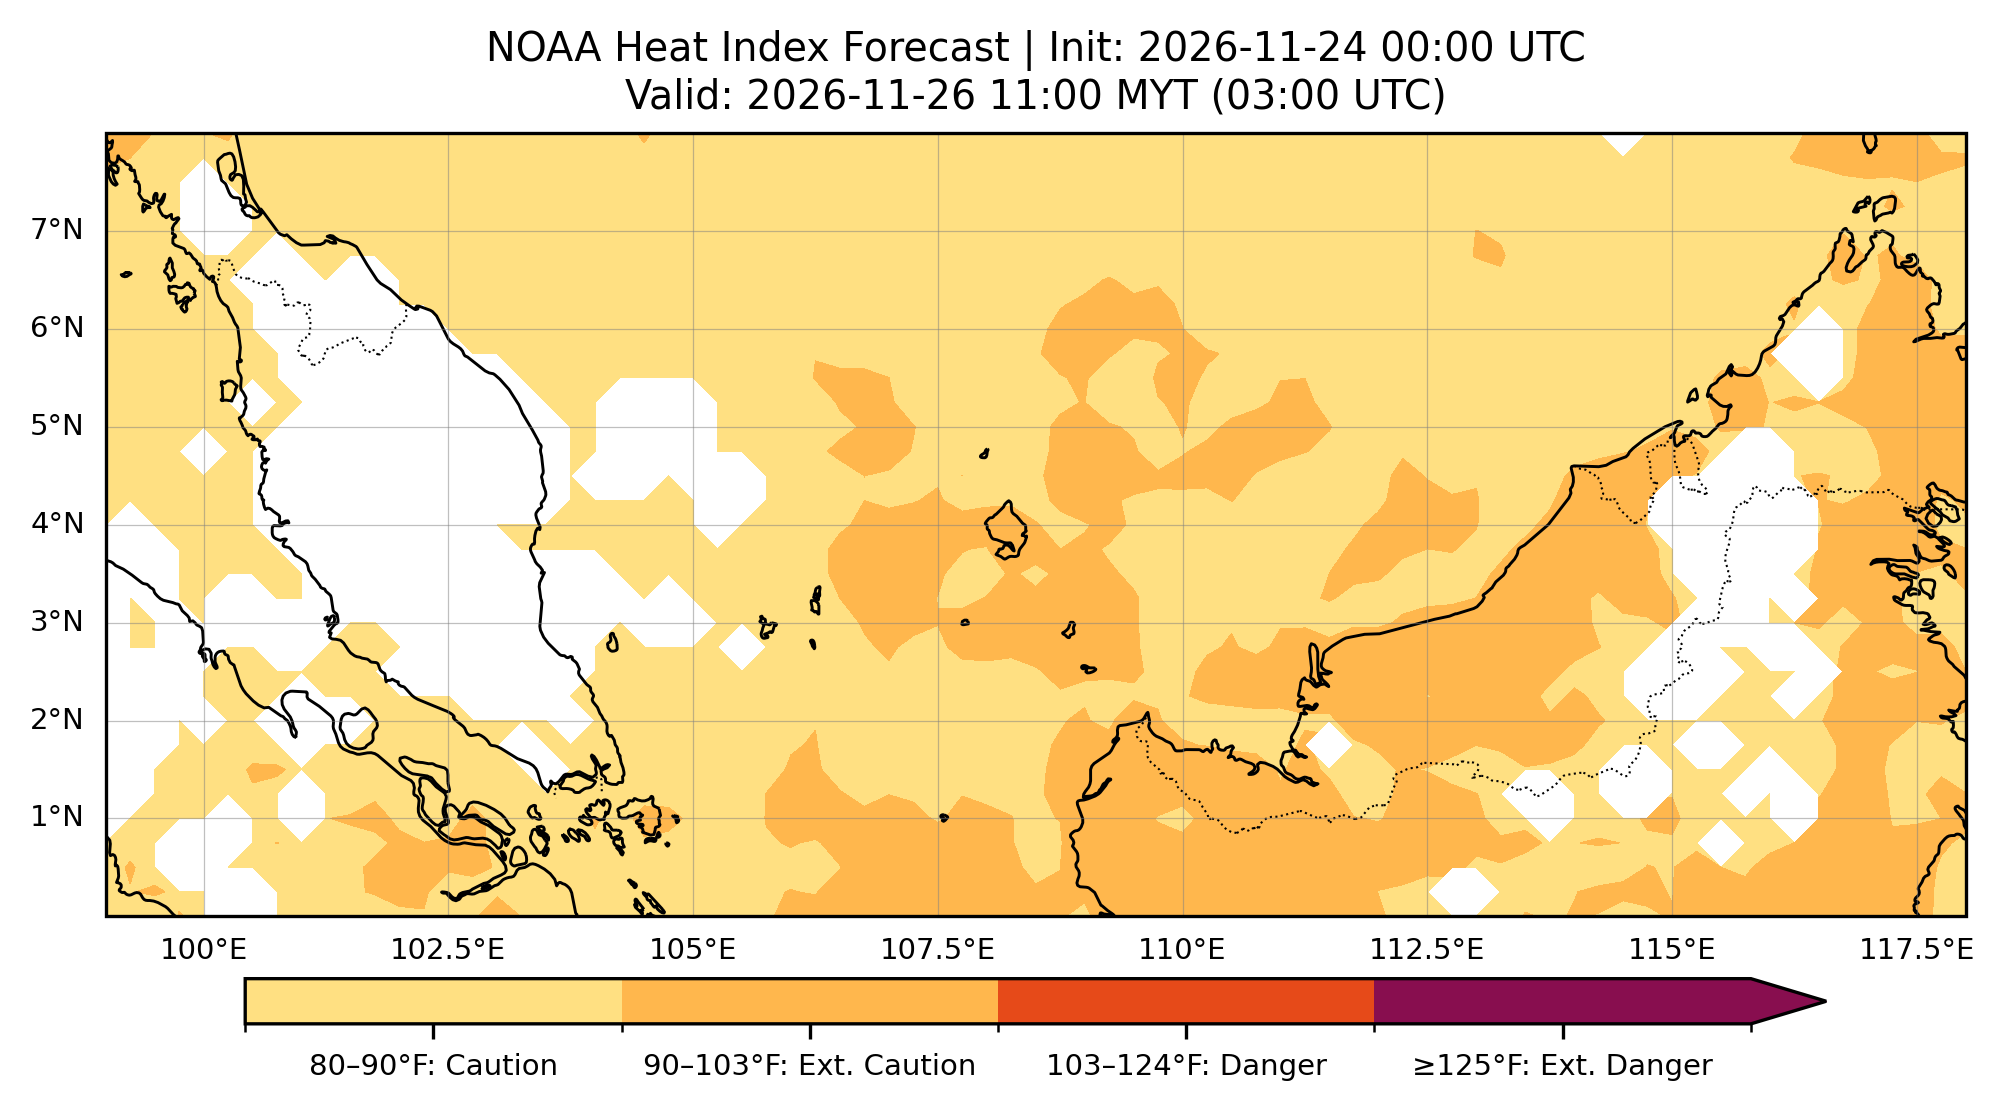 NOAA Heat Index Forecast | Init: 2026-11-24 00:00 UTC
Valid: 2026-11-26 11:00 MYT (03:00 UTC)
7°N
6°N
5°N
4°N
3°N
2°N
1°N
100°E
102.5°E
105°E
107.5°E
110°E
112.5°E
115°E
117.5°E
80–90°F: Caution
90–103°F: Ext. Caution
103–124°F: Danger
≥125°F: Ext. Danger